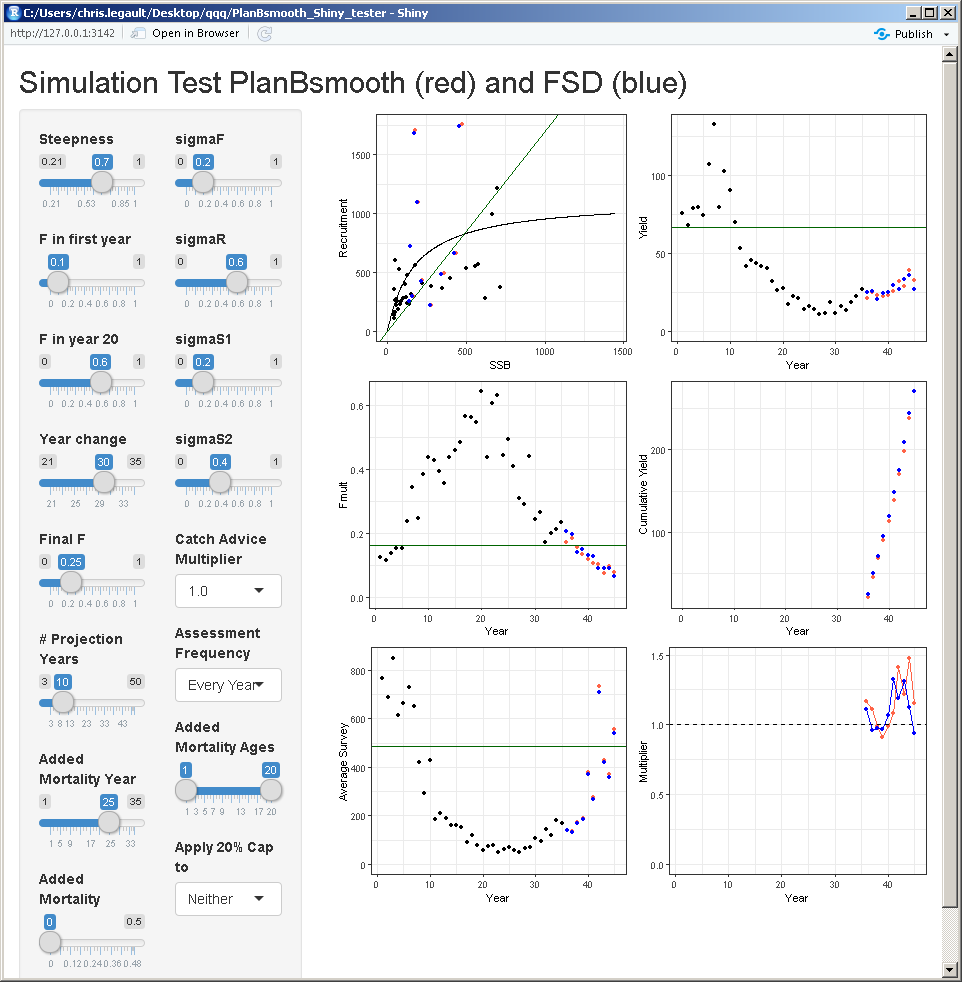 C:/Users/chris.legault/Desktop/qqq/PlanBsmooth_Shiny_tester - Shiny
http://127.0.0.1:3142 Open in Browser Publish
Simulation Test PlanBsmooth (red) and FSD (blue)
Steepness
0.21 0.7 1
0.21 0.53 0.85 1
F in first year
0 0.1 1
0 0.2 0.4 0.6 0.8 1
F in year 20
0 0.6 1
0 0.2 0.4 0.6 0.8 1
Year change
21 30 35
21 25 29 33
Final F
0 0.25 1
0 0.2 0.4 0.6 0.8 1
# Projection
Years
3 10 50
3 8 13 23 33 43
Added
Mortality Year
1 25 35
1 5 9 17 25 33
Added
Mortality
0 0.5
0 0.12 0.24 0.36 0.48
sigmaF
0 0.2 1
0 0.2 0.4 0.6 0.8 1
sigmaR
0 0.6 1
0 0.2 0.4 0.6 0.8 1
sigmaS1
0 0.2 1
0 0.2 0.4 0.6 0.8 1
sigmaS2
0 0.4 1
0 0.2 0.4 0.6 0.8 1
Catch Advice
Multiplier
1.0
Assessment
Frequency
Every Year
Added
Mortality Ages
1 20
1 3 5 7 9 13 17 20
Apply 20% Cap
to
Neither
Recruitment
1500
1000
500
0
0 500 1000 1500
SSB
Yield
100
50
0
0 10 20 30 40
Year
Fmult
0.6
0.4
0.2
0.0
0 10 20 30 40
Year
Cumulative Yield
200
100
0 10 20 30 40
Year
Average Survey
800
600
400
200
0
0 10 20 30 40
Year
Multiplier
1.5
1.0
0.5
0.0
0 10 20 30 40
Year